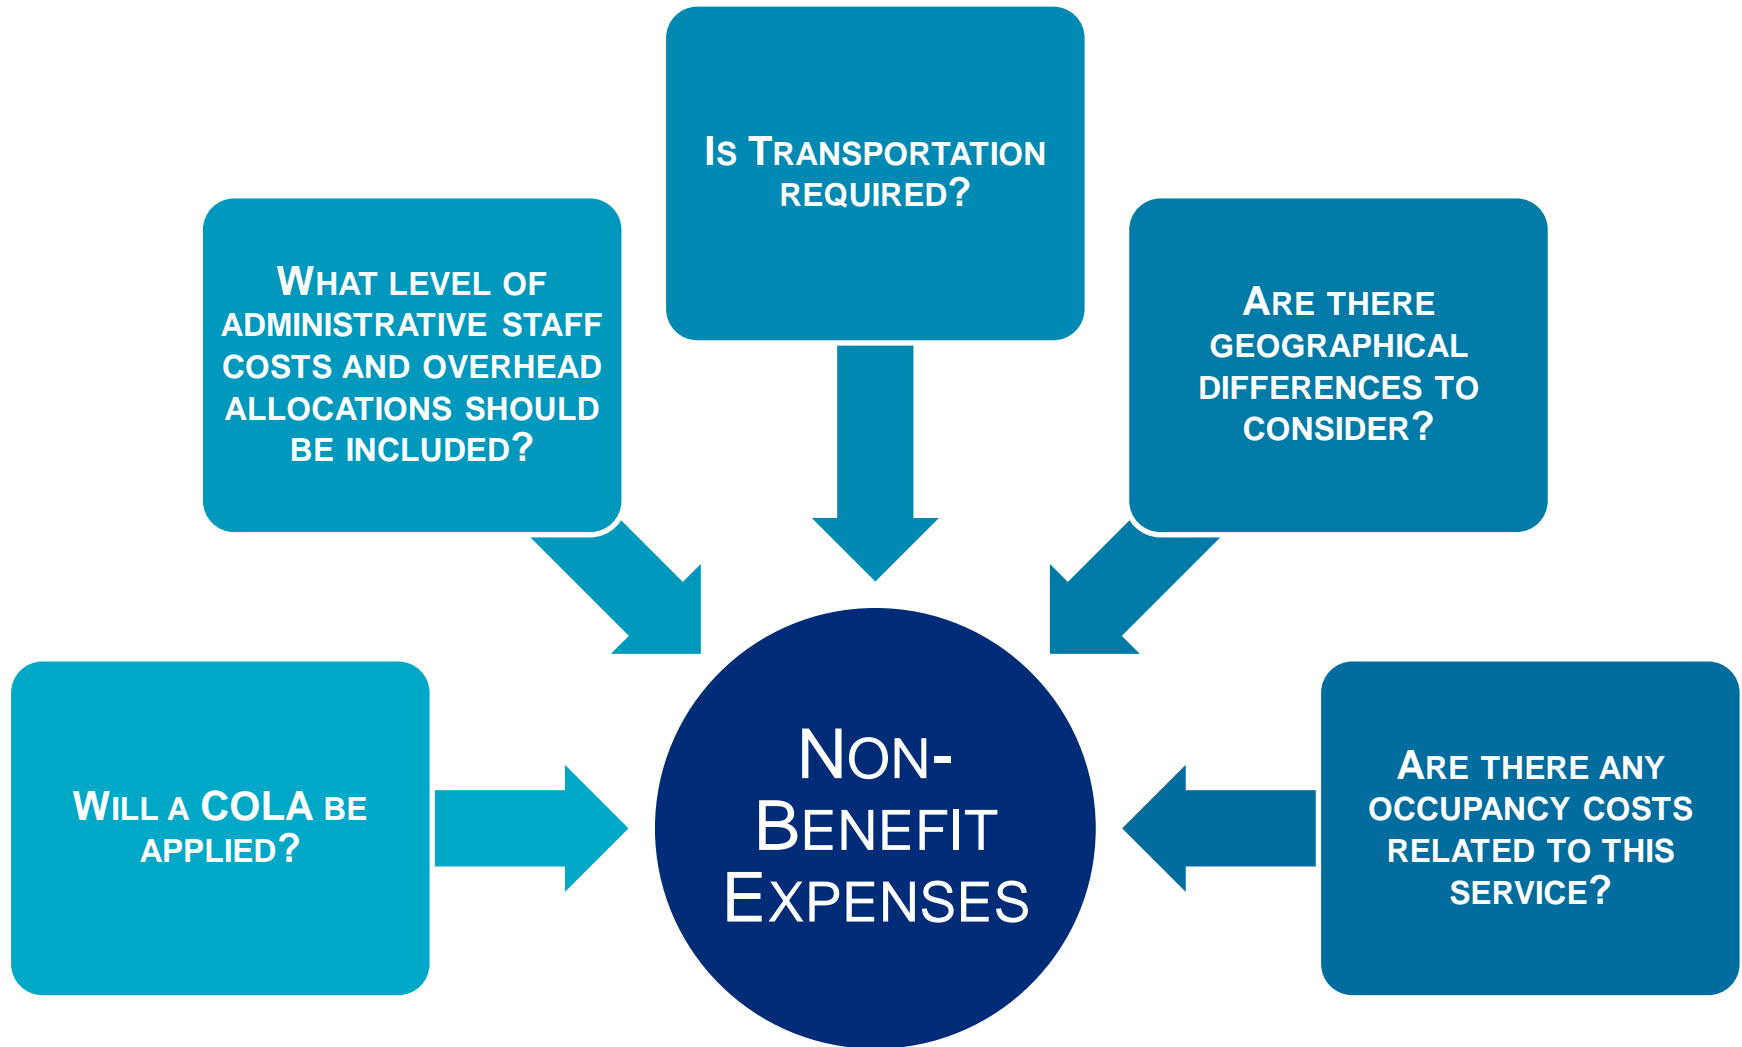 Is Transportation
required?
What level of
administrative staff
costs and overhead
allocations should
be included?
Are there
geographical
differences to
consider?
Will a COLA be
applied?
Non-
Benefit
Expenses
Are there any
occupancy costs
related to this
service?